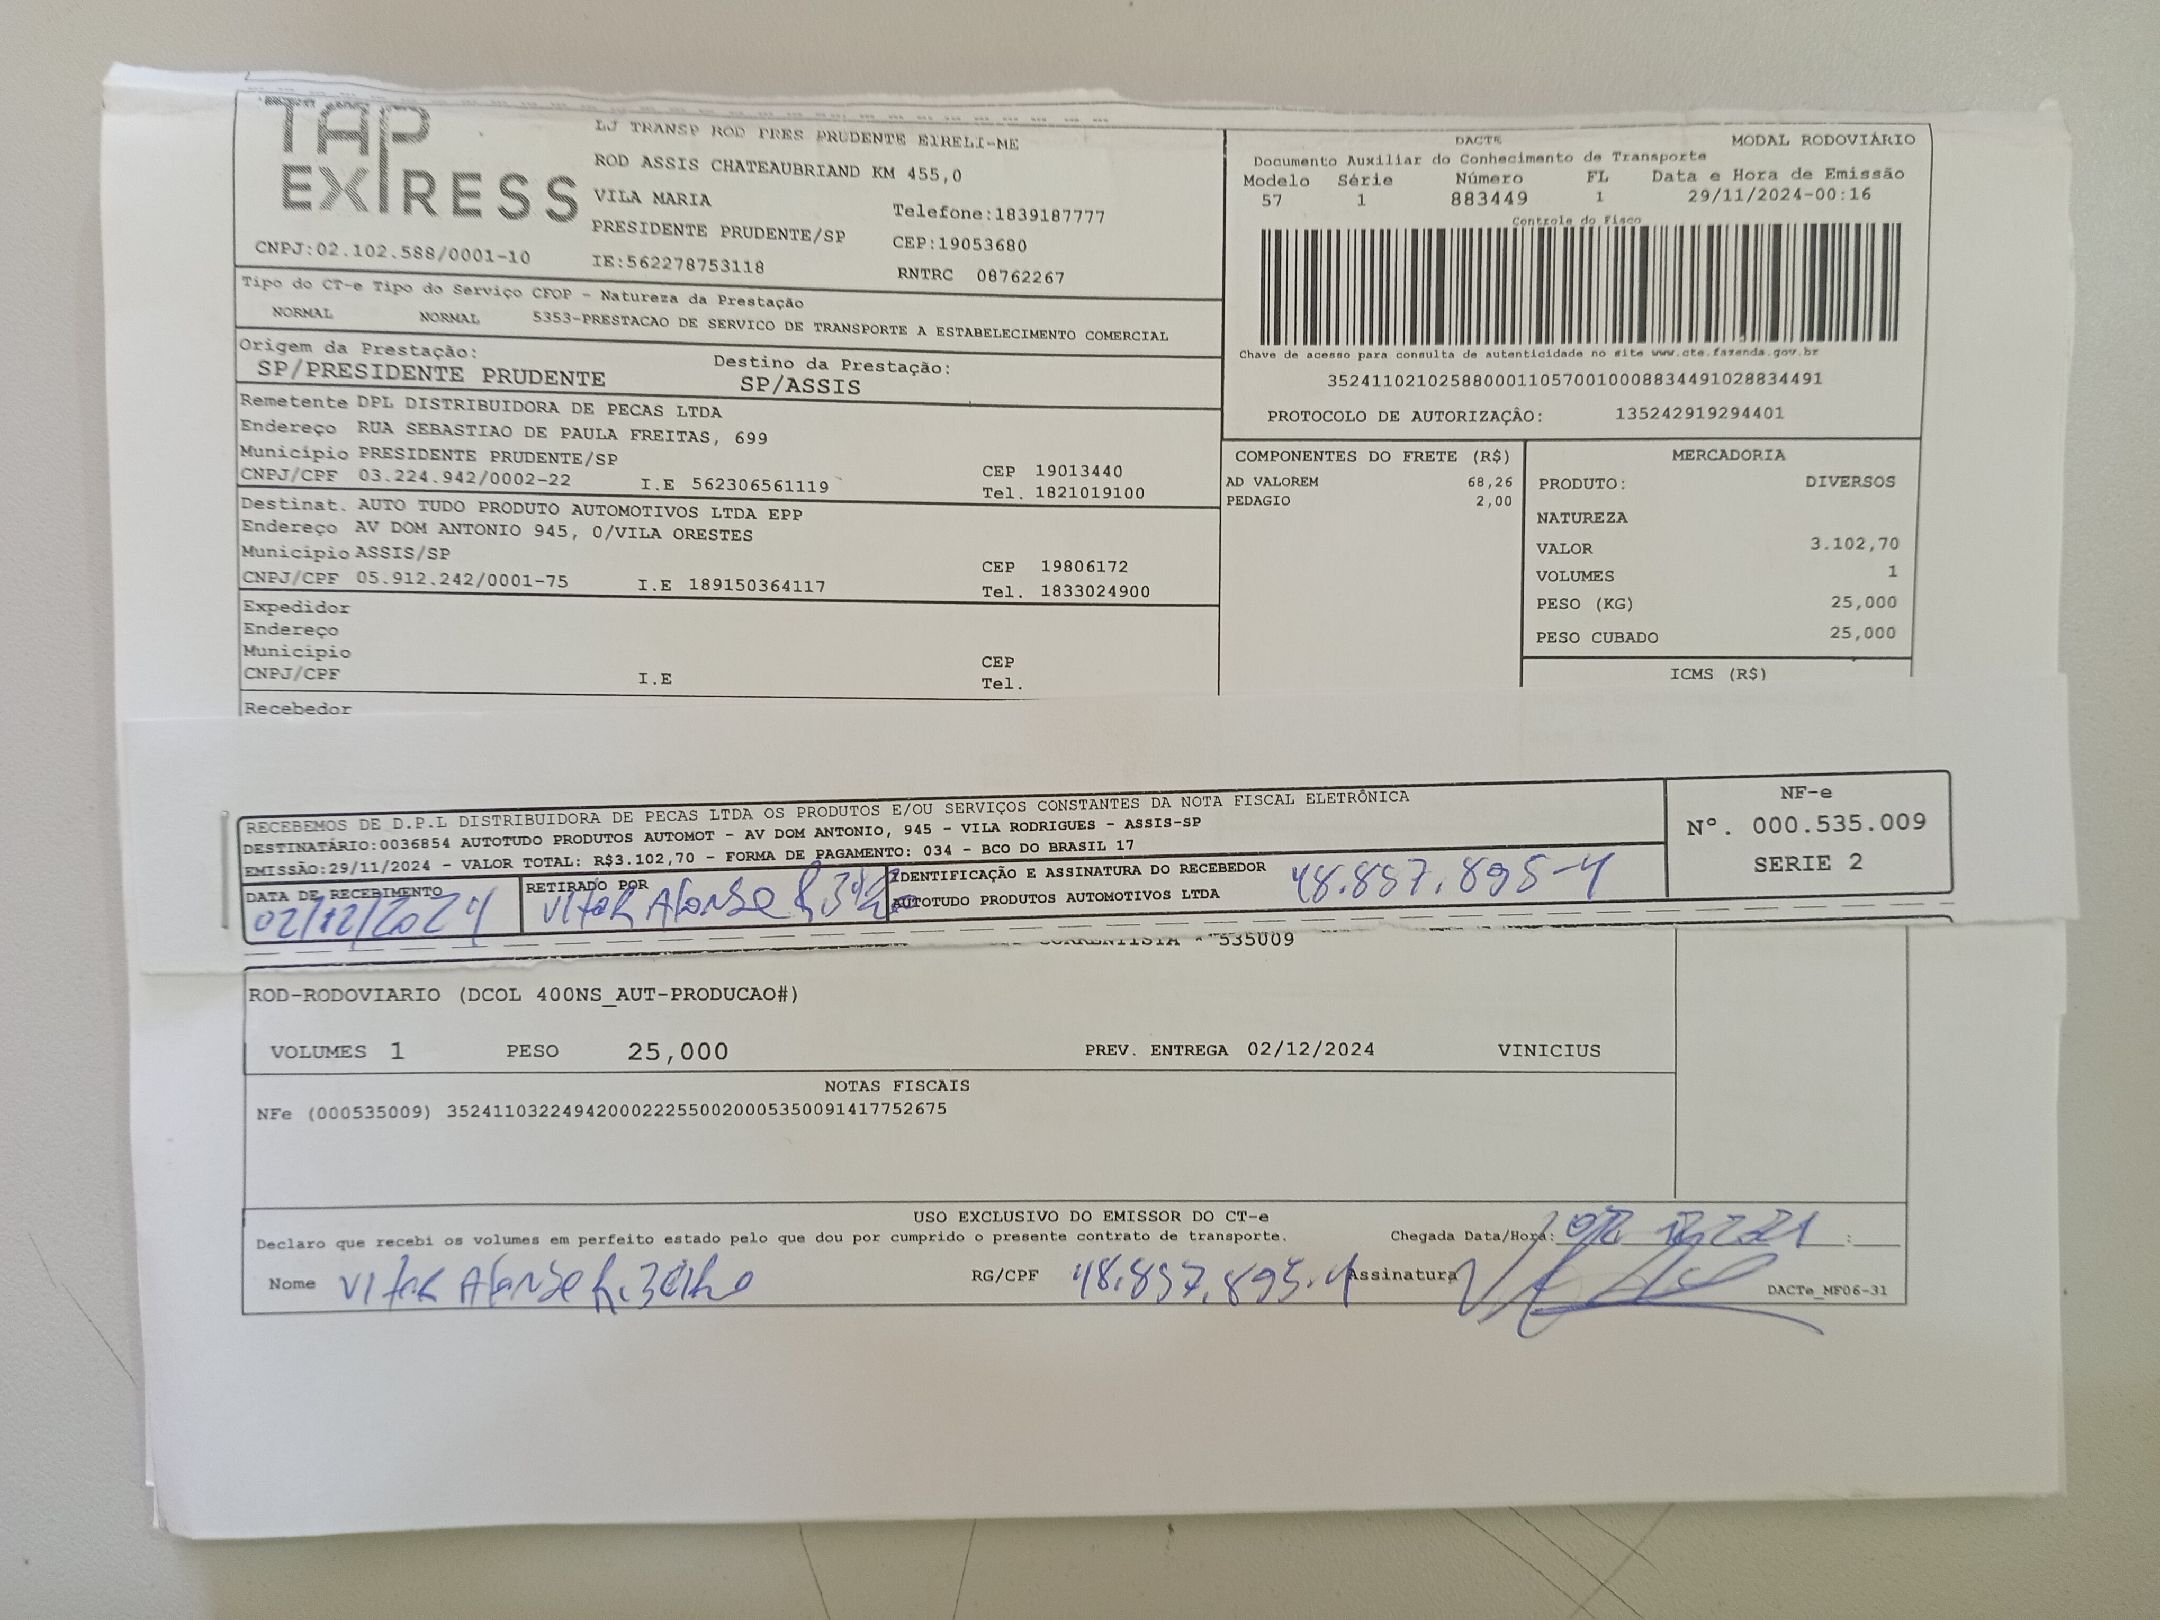 TAP
EXPRESS
LJ TRANSP ROD PRES PRUDENTE EIRELI-ME
ROD ASSIS CHATEAUBRIAND KM 455,0
VILA MARIA
Telefone:1839187777
PRESIDENTE PRUDENTE/SP
CEP:19053680
CNPJ:02.102.588/0001-10
IE:562278753118
RNTRC 08762267
DACTE
MODAL RODOVIÁRIO
Documento Auxiliar do Conhecimento de Transporte
Modelo Série Número FL Data e Hora de Emissão
57 1 883449 1 29/11/2024-00:16
Controle do Fisco
Chave de acesso para consulta de autenticidade no site www.cte.fazenda.gov.br
35241102102588000110570010008834491028834491
PROTOCOLO DE AUTORIZAÇÃO: 135242919294401
Tipo do CT-e Tipo do Serviço CFOP - Natureza da Prestação
NORMAL NORMAL 5353-PRESTACAO DE SERVICO DE TRANSPORTE A ESTABELECIMENTO COMERCIAL
Origem da Prestação: Destino da Prestação:
SP/PRESIDENTE PRUDENTE SP/ASSIS
Remetente DPL DISTRIBUIDORA DE PECAS LTDA
Endereço RUA SEBASTIAO DE PAULA FREITAS, 699
Município PRESIDENTE PRUDENTE/SP CEP 19013440
CNPJ/CPF 03.224.942/0002-22 I.E 562306561119 Tel. 1821019100
Destinat. AUTO TUDO PRODUTO AUTOMOTIVOS LTDA EPP
Endereço AV DOM ANTONIO 945, 0/VILA ORESTES
Município ASSIS/SP CEP 19806172
CNPJ/CPF 05.912.242/0001-75 I.E 189150364117 Tel. 1833024900
Expedidor
Endereço
Município CEP
CNPJ/CPF I.E Tel.
Recebedor
COMPONENTES DO FRETE (R$)
AD VALOREM 68,26
PEDAGIO 2,00
MERCADORIA
PRODUTO: DIVERSOS
NATUREZA
VALOR 3.102,70
VOLUMES 1
PESO (KG) 25,000
PESO CUBADO 25,000
ICMS (R$)
RECEBEMOS DE D.P.L DISTRIBUIDORA DE PECAS LTDA OS PRODUTOS E/OU SERVIÇOS CONSTANTES DA NOTA FISCAL ELETRÔNICA
DESTINATÁRIO:0036854 AUTOTUDO PRODUTOS AUTOMOT - AV DOM ANTONIO, 945 - VILA RODRIGUES - ASSIS-SP
EMISSÃO:29/11/2024 - VALOR TOTAL: R$3.102,70 - FORMA DE PAGAMENTO: 034 - BCO DO BRASIL 17
NF-e
Nº. 000.535.009
SERIE 2
DATA DE RECEBIMENTO
02/12/2024
RETIRADO POR
IDENTIFICAÇÃO E ASSINATURA DO RECEBEDOR
48.857.895-4
AUTOTUDO PRODUTOS AUTOMOTIVOS LTDA
535009
ROD-RODOVIARIO (DCOL 400NS_AUT-PRODUCAO#)
VOLUMES 1 PESO 25,000 PREV. ENTREGA 02/12/2024 VINICIUS
NOTAS FISCAIS
NFe (000535009) 35241103224942000222550020005350091417752675
USO EXCLUSIVO DO EMISSOR DO CT-e
Declaro que recebi os volumes em perfeito estado pelo que dou por cumprido o presente contrato de transporte. Chegada Data/Hora:
Nome RG/CPF 48.857.895-4 Assinatura
DACTe_MF06-31